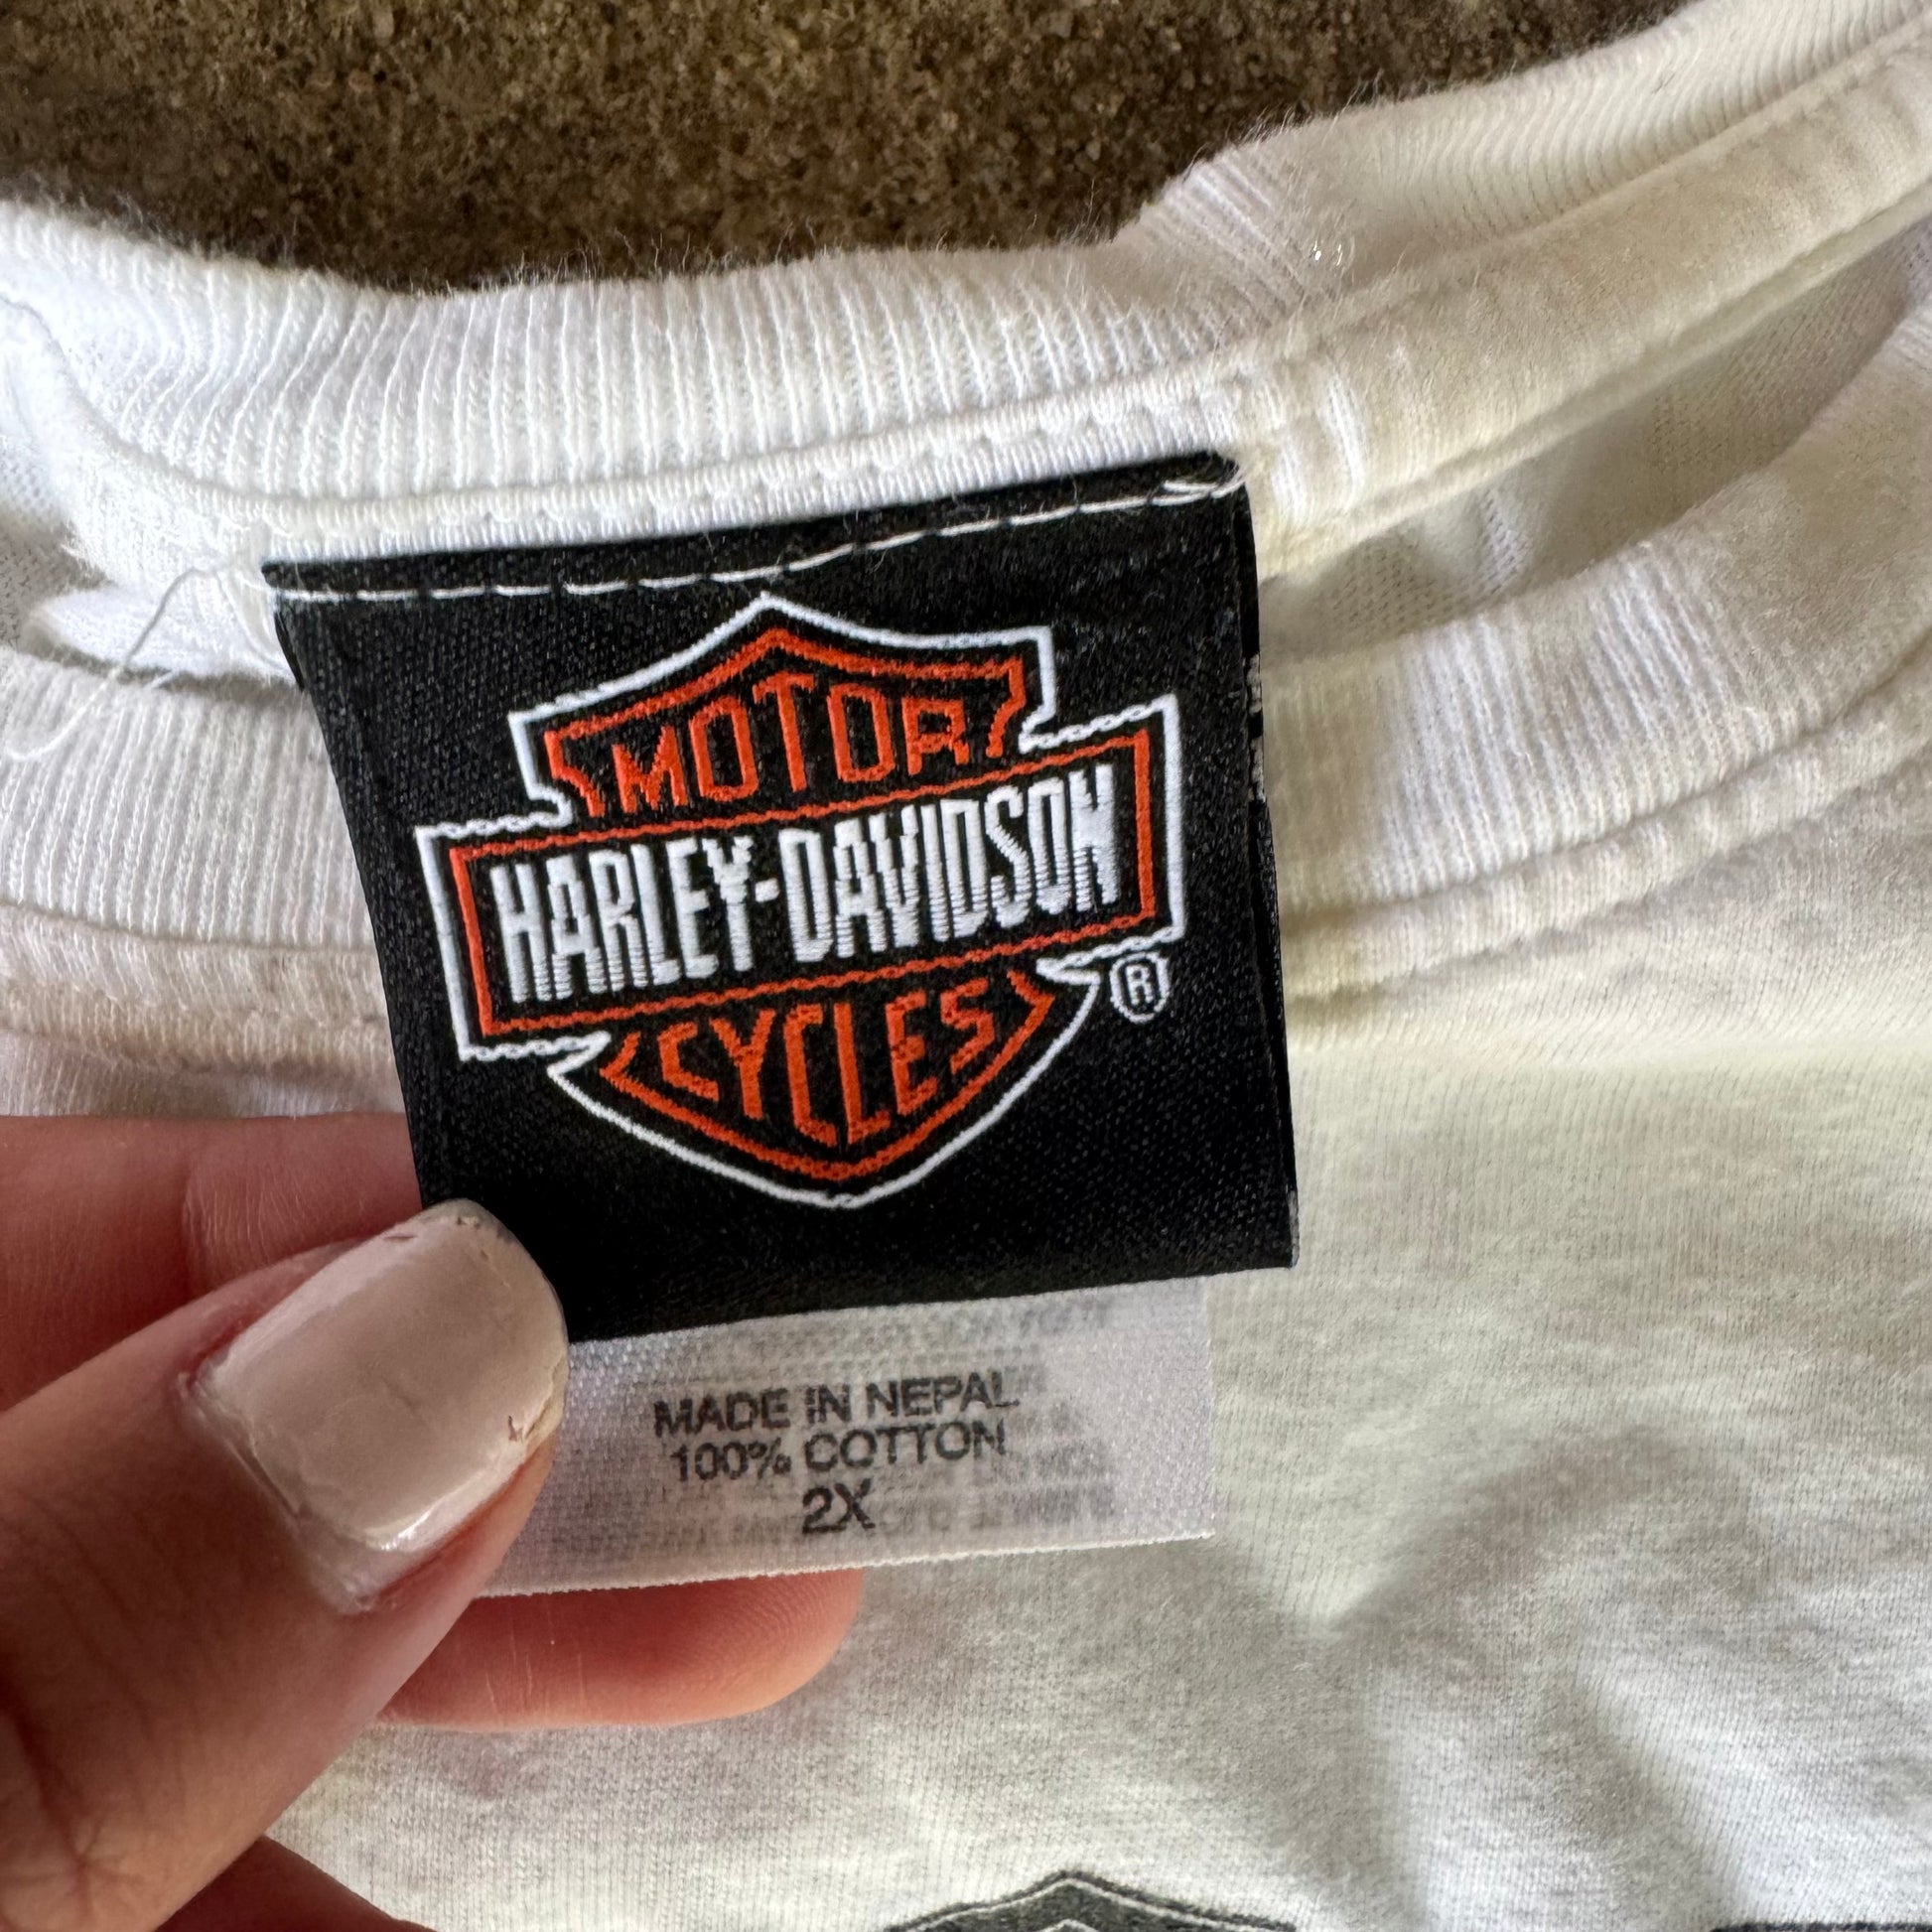 MOTOR
HARLEY-DAVIDSON
®
CYCLES
MADE IN NEPAL
100% COTTON
2X